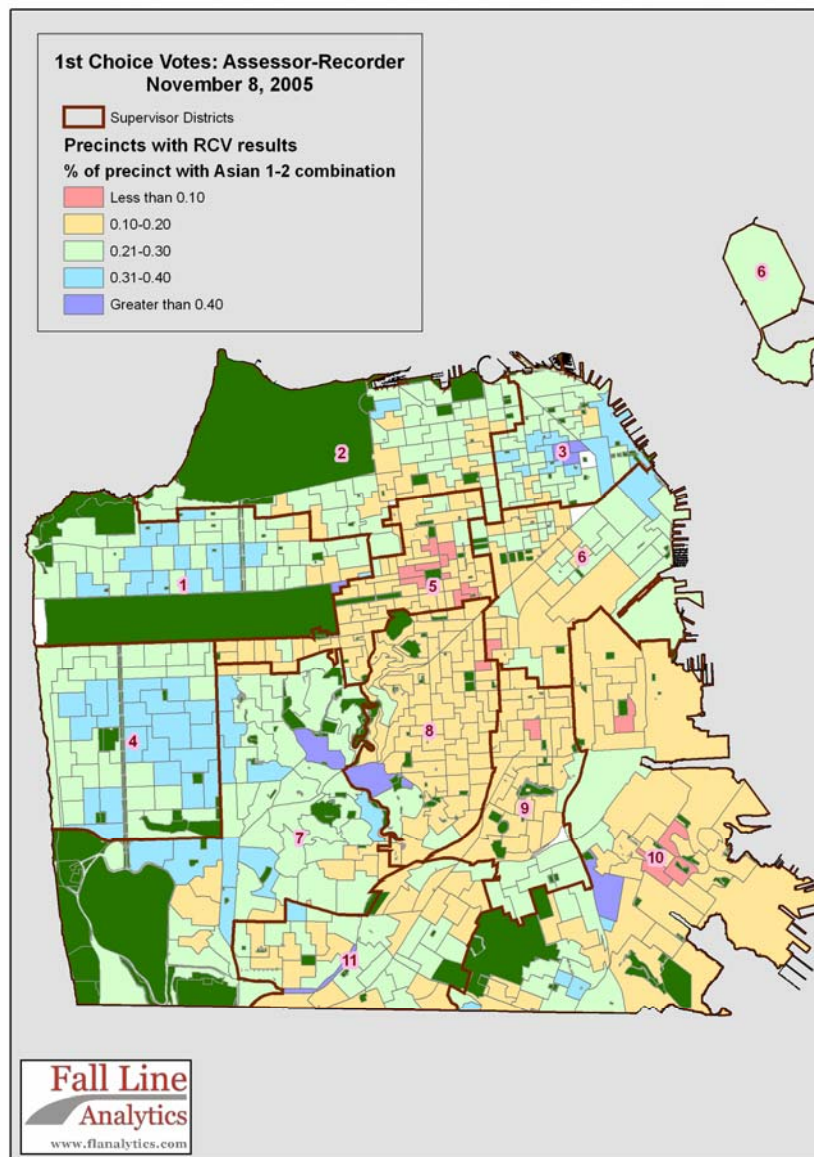 1st Choice Votes: Assessor-Recorder
November 8, 2005
Supervisor Districts
Precincts with RCV results
% of precinct with Asian 1-2 combination
Less than 0.10
0.10-0.20
0.21-0.30
0.31-0.40
Greater than 0.40
6
2
3
1
5
6
4
8
7
9
10
11
Fall Line
Analytics
www.flanalytics.com